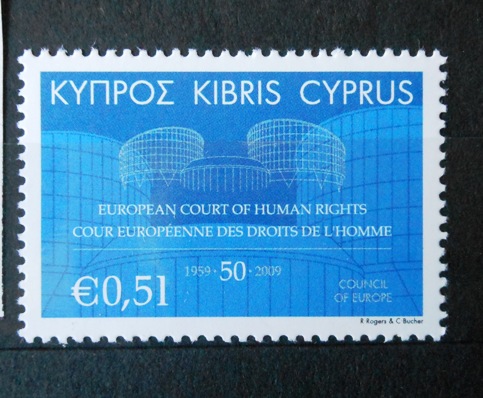 ΚΥΠΡΟΣ KIBRIS CYPRUS
EUROPEAN COURT OF HUMAN RIGHTS
COUR EUROPÉENNE DES DROITS DE L'HOMME
1959 · 50 · 2009
€0,51
COUNCIL
OF EUROPE
R Rogers & C Bucher